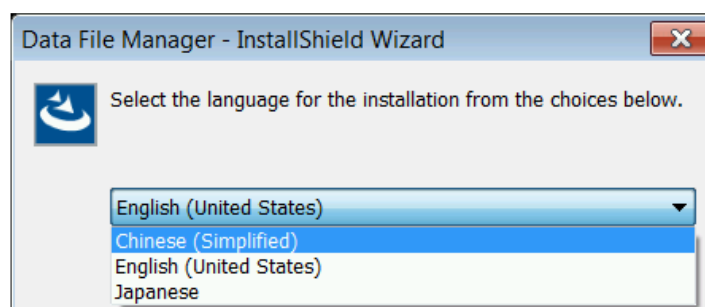 Data File Manager - InstallShield Wizard
Select the language for the installation from the choices below.
English (United States)
Chinese (Simplified)
English (United States)
Japanese